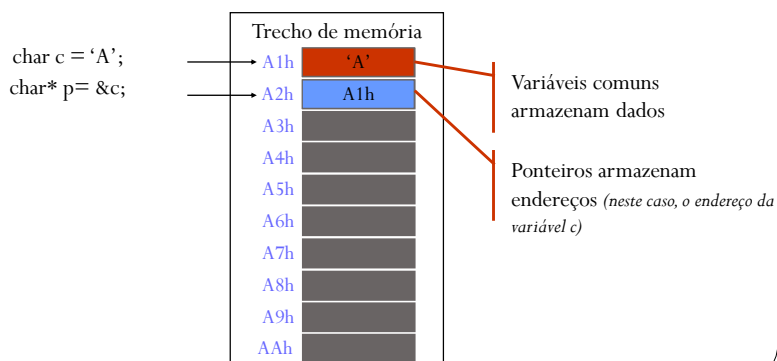 Trecho de memória
char c = ‘A’;
A1h ‘A’
char* p= &c;
A2h A1h
A3h
A4h
A5h
A6h
A7h
A8h
A9h
AAh
Variáveis comuns
armazenam dados
Ponteiros armazenam
endereços (neste caso, o endereço da
variável c)